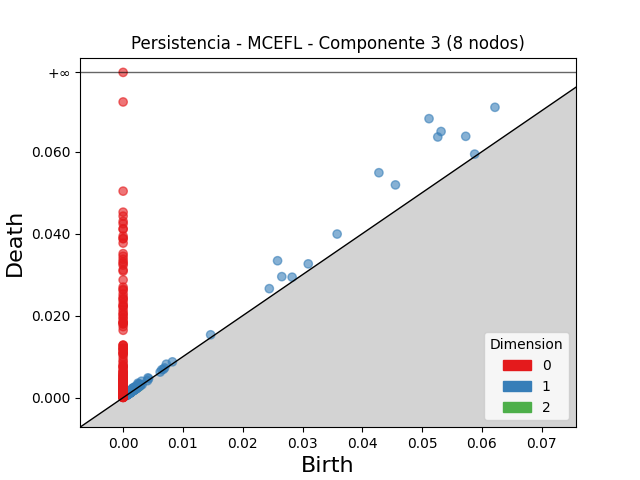 Persistencia - MCEFL - Componente 3 (8 nodos)
+∞
0.060
0.040
0.020
0.000
Death
0.00 0.01 0.02 0.03 0.04 0.05 0.06 0.07
Birth
Dimension
0
1
2